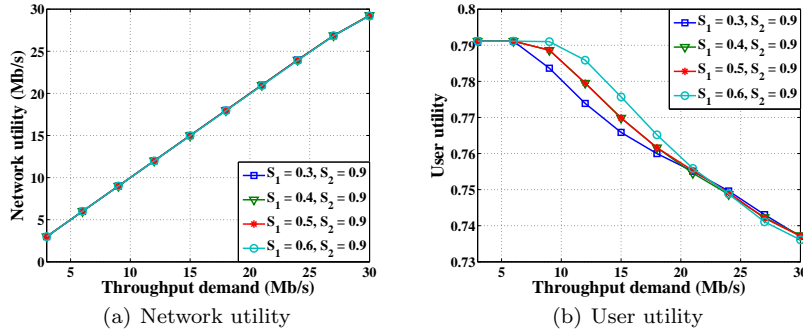 30
25
20
15
10
5
0
Network utility (Mb/s)
5 10 15 20 25 30
Throughput demand (Mb/s)
S1 = 0.3, S2 = 0.9
S1 = 0.4, S2 = 0.9
S1 = 0.5, S2 = 0.9
S1 = 0.6, S2 = 0.9
(a) Network utility
0.8
0.79
0.78
0.77
0.76
0.75
0.74
0.73
User utility
5 10 15 20 25 30
Throughput demand (Mb/s)
S1 = 0.3, S2 = 0.9
S1 = 0.4, S2 = 0.9
S1 = 0.5, S2 = 0.9
S1 = 0.6, S2 = 0.9
(b) User utility